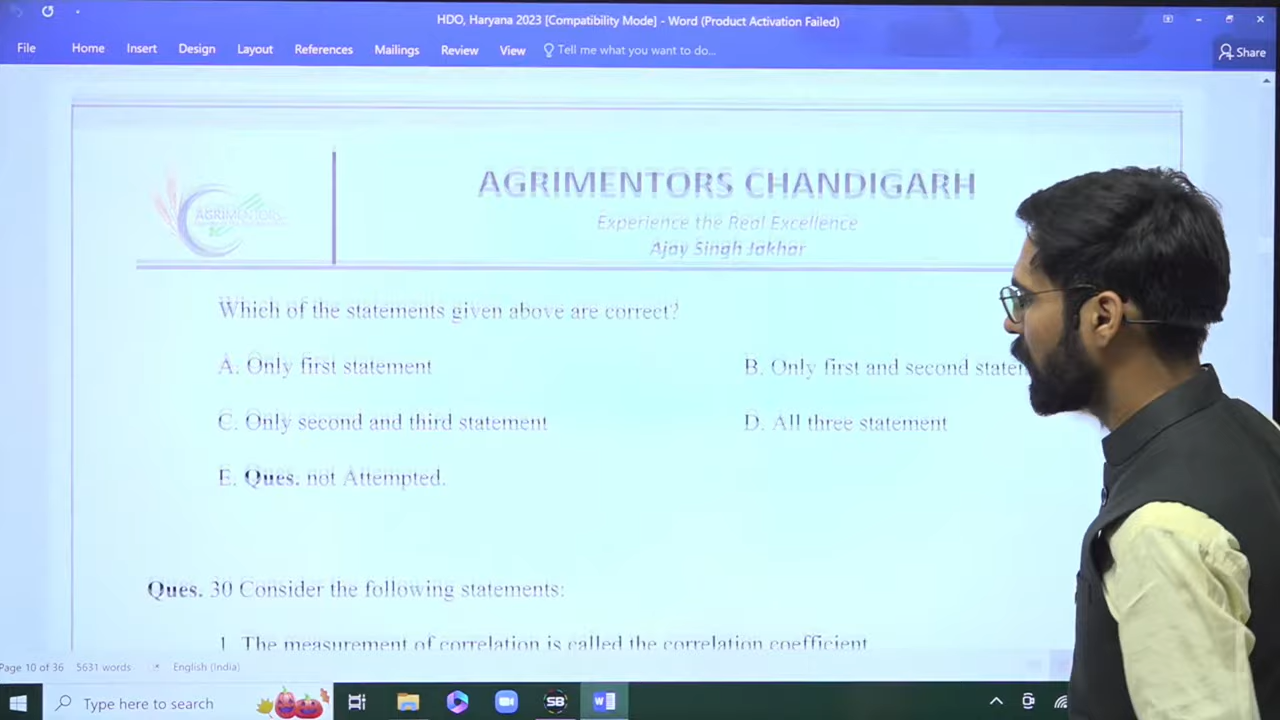 HDO, Haryana 2023 [Compatibility Mode] - Word (Product Activation Failed)
File Home Insert Design Layout References Mailings Review View Tell me what you want to do... Share
AGRIMENTORS
AGRIMENTORS CHANDIGARH
Experience the Real Excellence
Ajay Singh Jakhar
Which of the statements given above are correct?
A. Only first statement
B. Only first and second
C. Only second and third statement
D. All three statement
E. Ques. not Attempted.
Ques. 30 Consider the following statements:
1. The measurement of correlation is called the correlation coefficient
Page 10 of 36 5631 words English (India)
Type here to search
SB
W